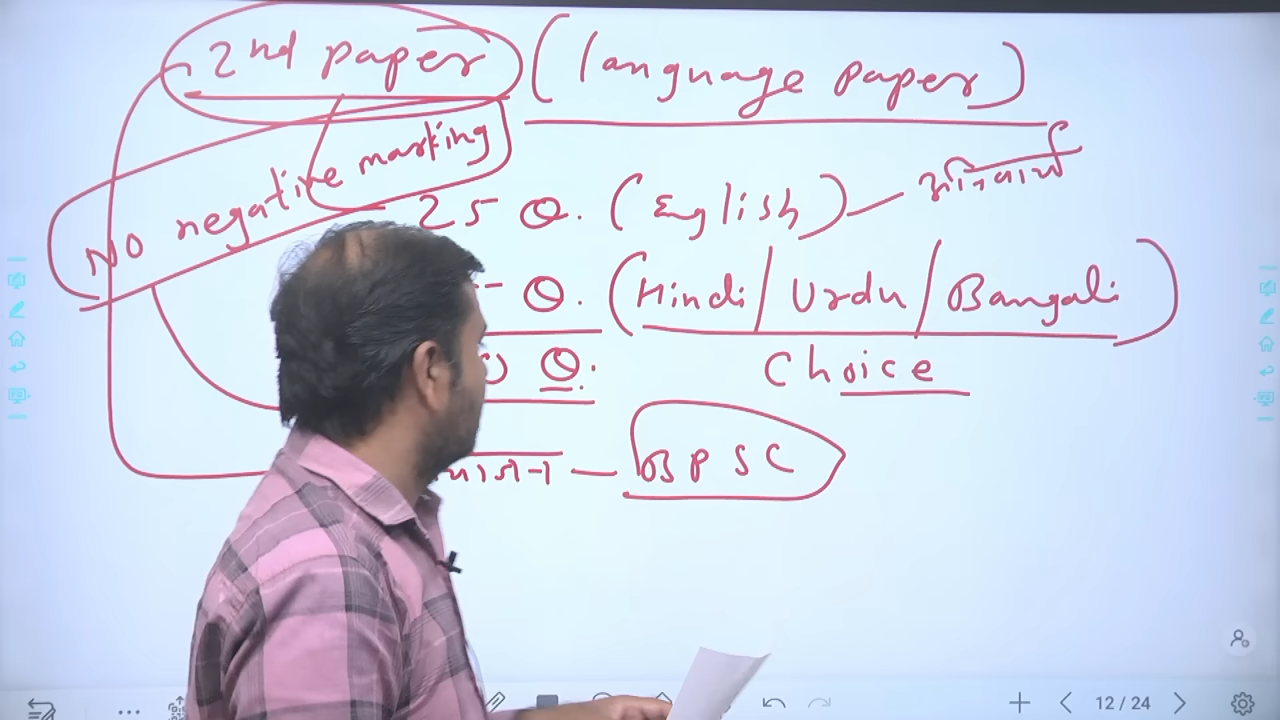 2nd paper (language paper)
No negative marking
25 Q. (English) — अनिवार्य
Q. (Hindi/Urdu/Bangali)
Q. Choice
— BPSC
12 / 24